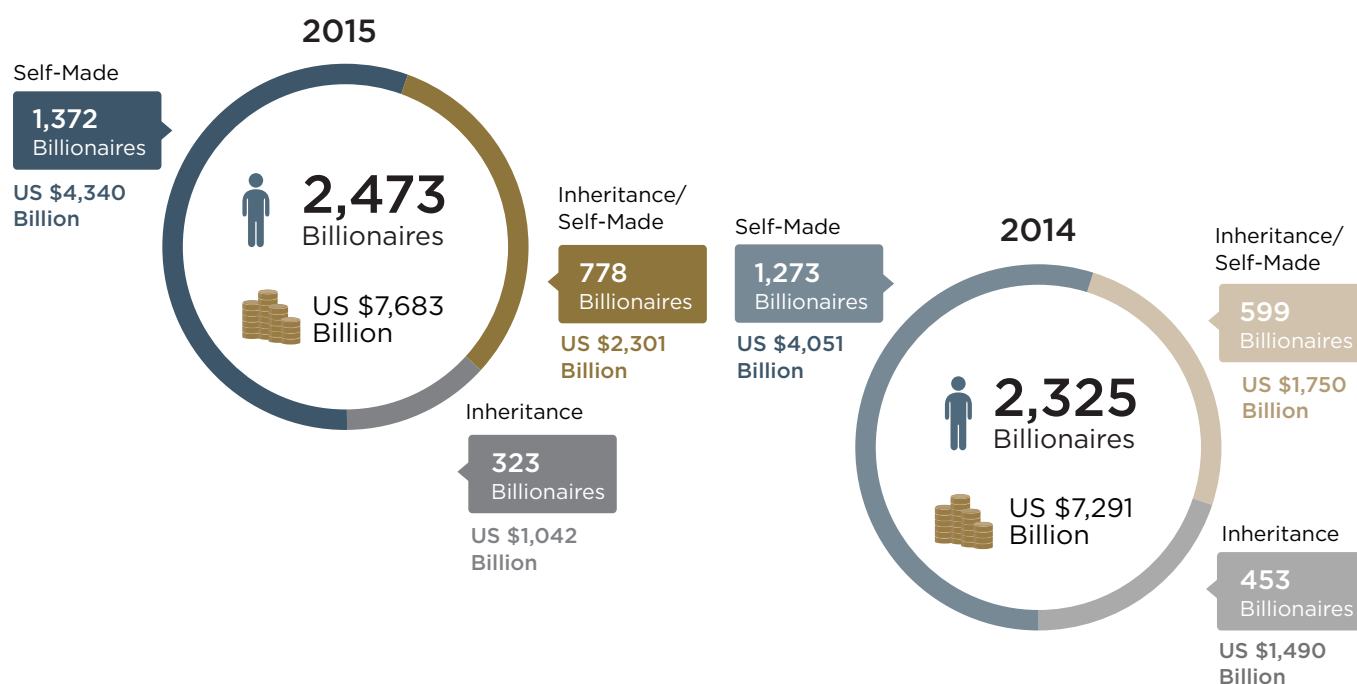 2015
Self-Made
1,372
Billionaires
US $4,340
Billion
2,473
Billionaires
US $7,683
Billion
Inheritance/
Self-Made
778
Billionaires
US $2,301
Billion
Inheritance
323
Billionaires
US $1,042
Billion
2014
Self-Made
1,273
Billionaires
US $4,051
Billion
2,325
Billionaires
US $7,291
Billion
Inheritance/
Self-Made
599
Billionaires
US $1,750
Billion
Inheritance
453
Billionaires
US $1,490
Billion